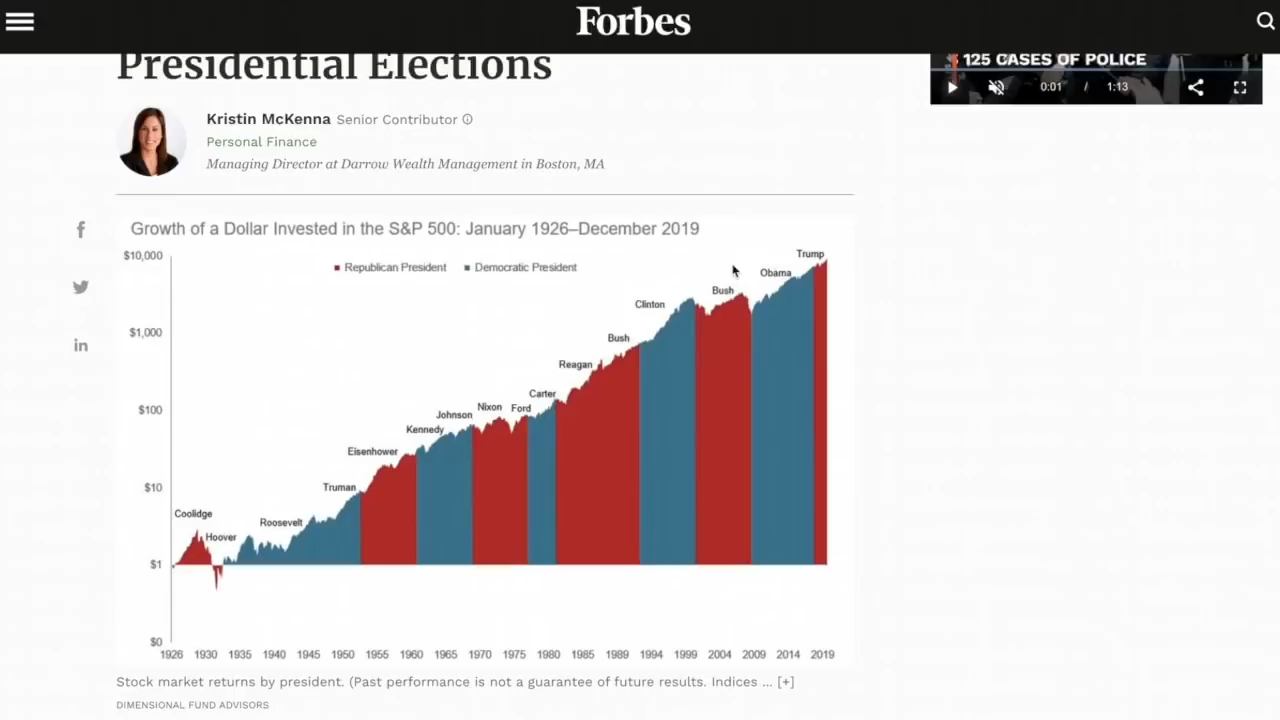 Forbes
Presidential Elections
125 CASES OF POLICE
0:01 / 1:13
Kristin McKenna Senior Contributor
Personal Finance
Managing Director at Darrow Wealth Management in Boston, MA
Growth of a Dollar Invested in the S&P 500: January 1926–December 2019
Republican President Democratic President
$10,000
$1,000
$100
$10
$1
$0
Coolidge
Hoover
Roosevelt
Truman
Eisenhower
Kennedy
Johnson
Nixon
Ford
Carter
Reagan
Bush
Clinton
Bush
Obama
Trump
1926 1930 1935 1940 1945 1950 1955 1960 1965 1970 1975 1980 1985 1989 1994 1999 2004 2009 2014 2019
Stock market returns by president. (Past performance is not a guarantee of future results. Indices ... [+]
DIMENSIONAL FUND ADVISORS